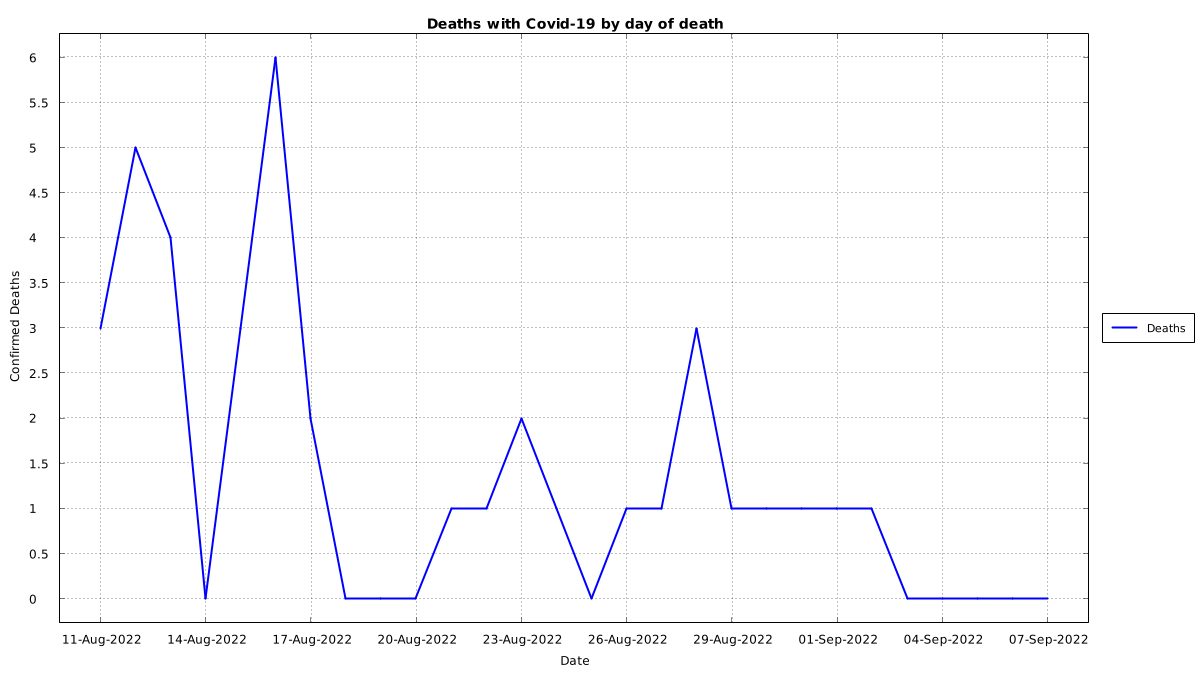 Deaths with Covid-19 by day of death
6
5.5
5
4.5
4
3.5
3
2.5
2
1.5
1
0.5
0
Confirmed Deaths
Deaths
11-Aug-2022 14-Aug-2022 17-Aug-2022 20-Aug-2022 23-Aug-2022 26-Aug-2022 29-Aug-2022 01-Sep-2022 04-Sep-2022 07-Sep-2022
Date